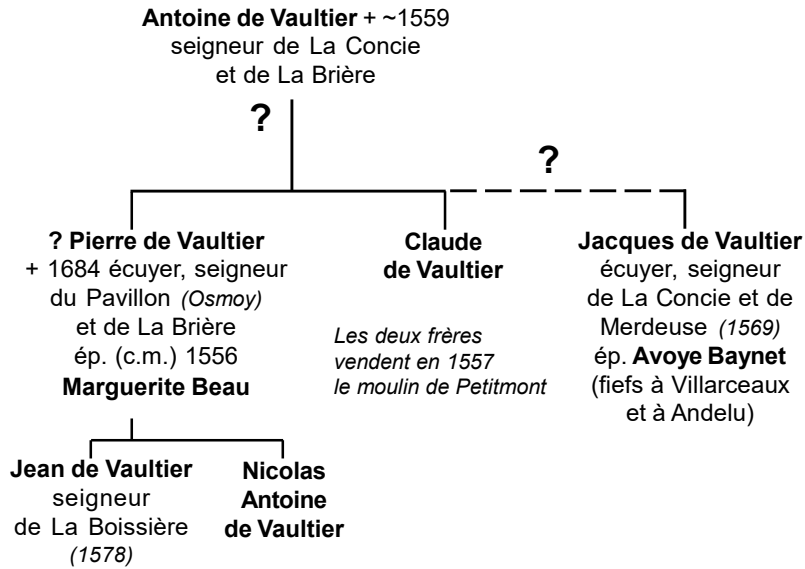 Antoine de Vaultier + ~1559
seigneur de La Concie
et de La Brière
?
?
? Pierre de Vaultier
+ 1684 écuyer, seigneur
du Pavillon (Osmoy)
et de La Brière
ép. (c.m.) 1556
Marguerite Beau
Claude
de Vaultier
Les deux frères
vendent en 1557
le moulin de Petitmont
Jacques de Vaultier
écuyer, seigneur
de La Concie et de
Merdeuse (1569)
ép. Avoye Baynet
(fiefs à Villarceaux
et à Andelu)
Jean de Vaultier
seigneur
de La Boissière
(1578)
Nicolas
Antoine
de Vaultier